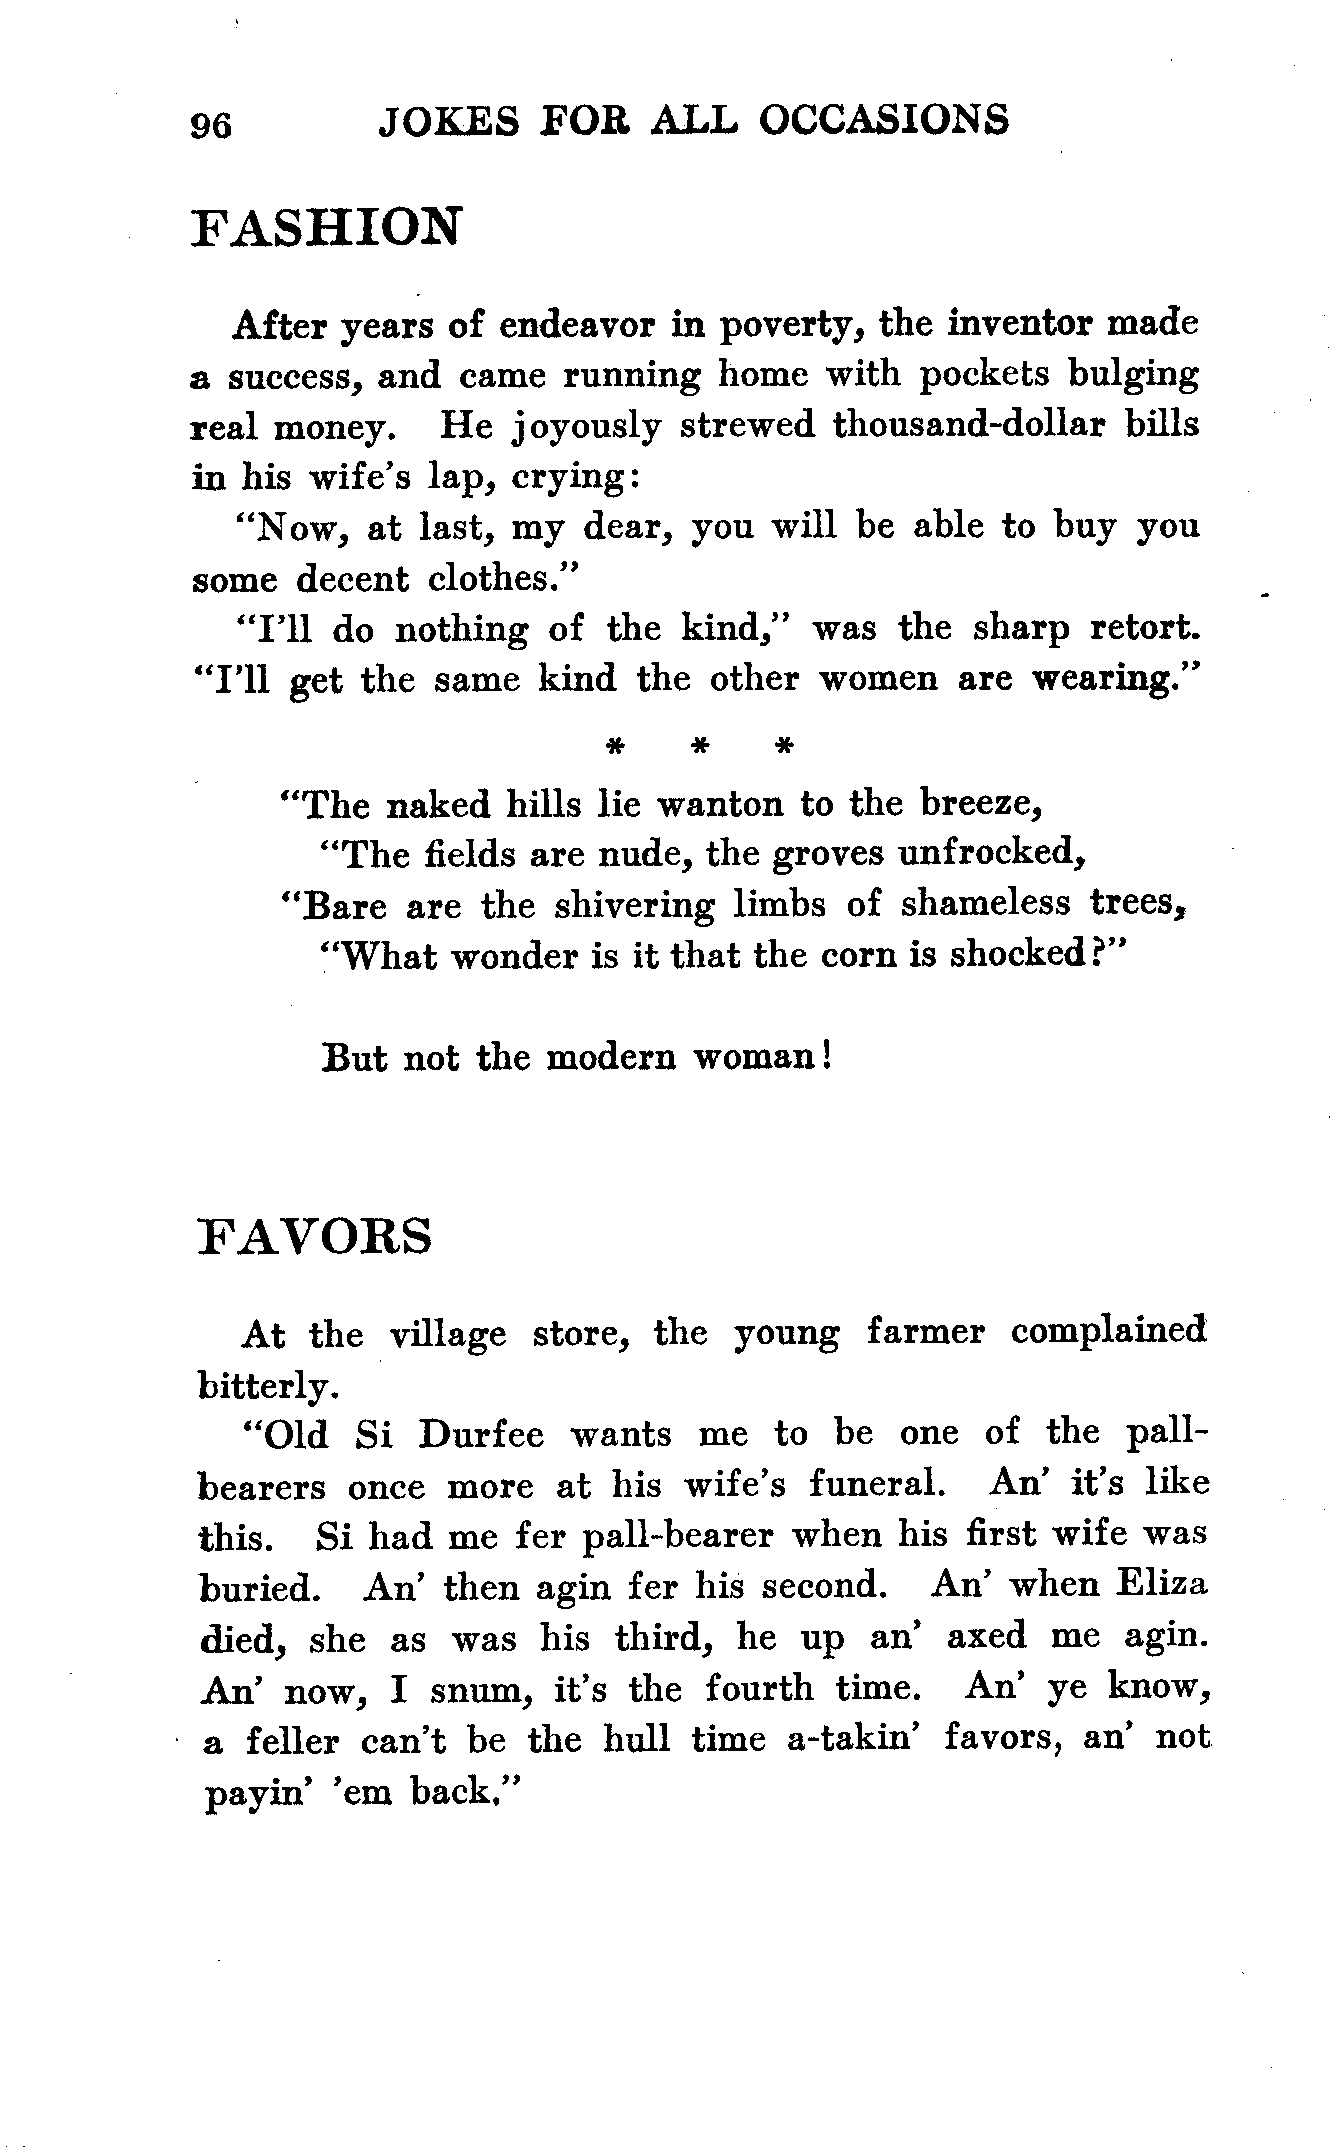 96 JOKES FOR ALL OCCASIONS
FASHION
After years of endeavor in poverty, the inventor made
a success, and came running home with pockets bulging
real money. He joyously strewed thousand-dollar bills
in his wife's lap, crying:
"Now, at last, my dear, you will be able to buy you
some decent clothes."
"I'll do nothing of the kind," was the sharp retort.
"I'll get the same kind the other women are wearing."
* * *
"The naked hills lie wanton to the breeze,
"The fields are nude, the groves unfrocked,
"Bare are the shivering limbs of shameless trees,
"What wonder is it that the corn is shocked?"
But not the modern woman!
FAVORS
At the village store, the young farmer complained
bitterly.
"Old Si Durfee wants me to be one of the pall-
bearers once more at his wife's funeral. An' it's like
this. Si had me fer pall-bearer when his first wife was
buried. An' then agin fer his second. An' when Eliza
died, she as was his third, he up an' axed me agin.
An' now, I snum, it's the fourth time. An' ye know,
a feller can't be the hull time a-takin' favors, an' not
payin' 'em back."